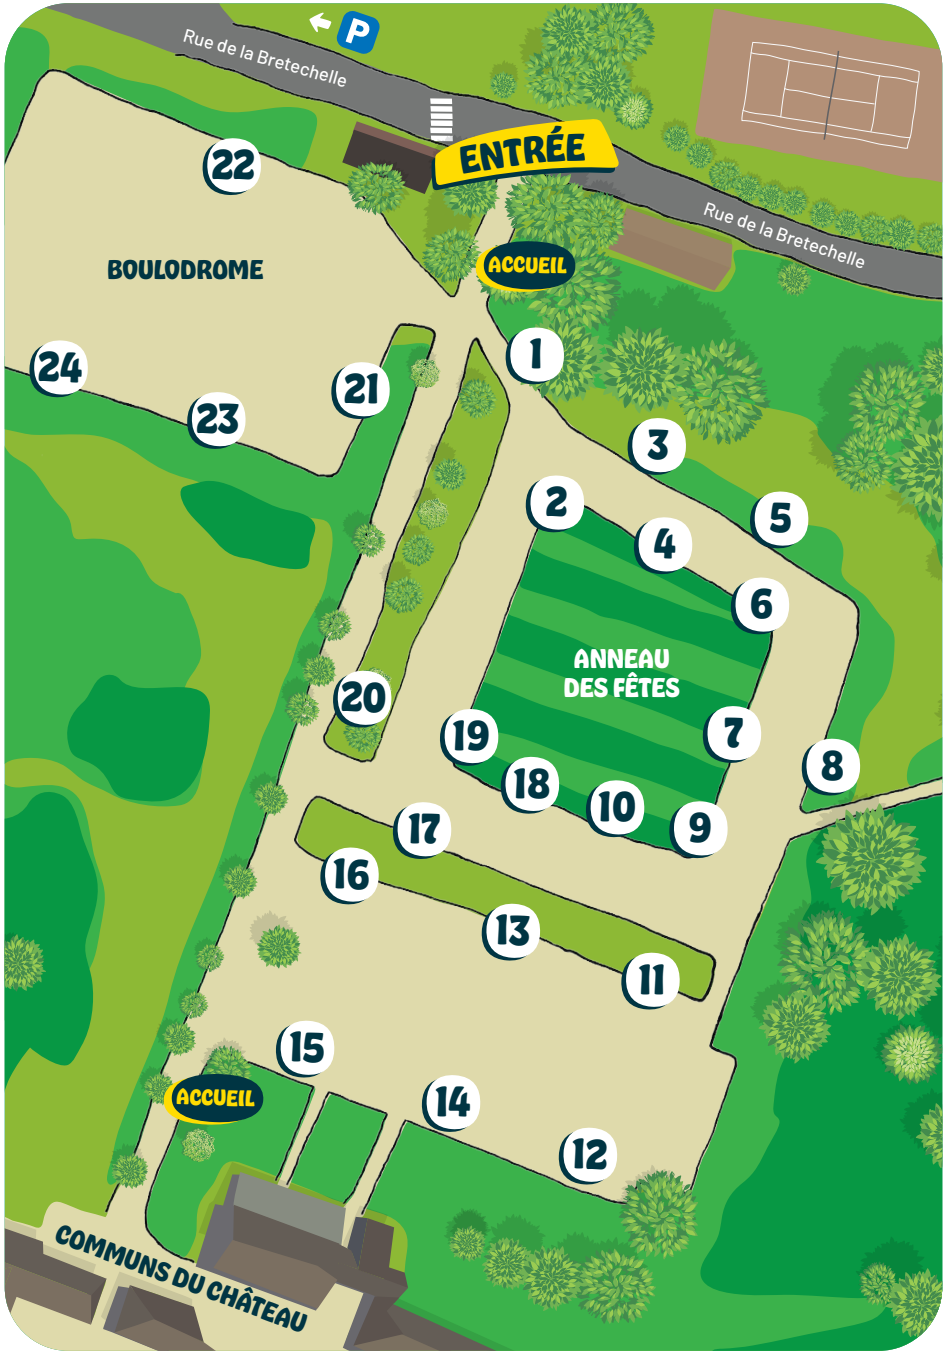 P
Rue de la Bretechelle
ENTRÉE
22
Rue de la Bretechelle
BOULODROME
ACCUEIL
1
24
21
23
3
2
5
4
6
ANNEAU
DES FÊTES
20
19
7
8
18
10
17
9
16
13
11
15
14
ACCUEIL
12
COMMUNS DU CHÂTEAU